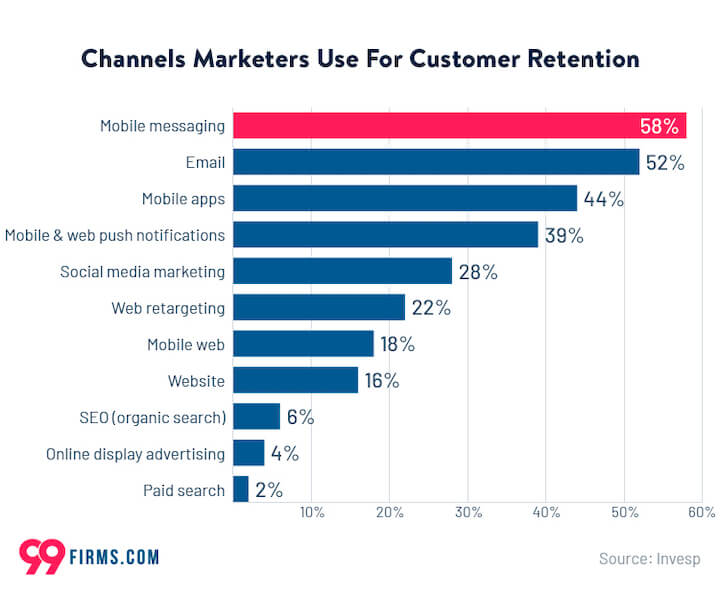 Channels Marketers Use For Customer Retention
Mobile messaging 58%
Email 52%
Mobile apps 44%
Mobile & web push notifications 39%
Social media marketing 28%
Web retargeting 22%
Mobile web 18%
Website 16%
SEO (organic search) 6%
Online display advertising 4%
Paid search 2%
10% 20% 30% 40% 50% 60%
99FIRMS.COM
Source: Invesp